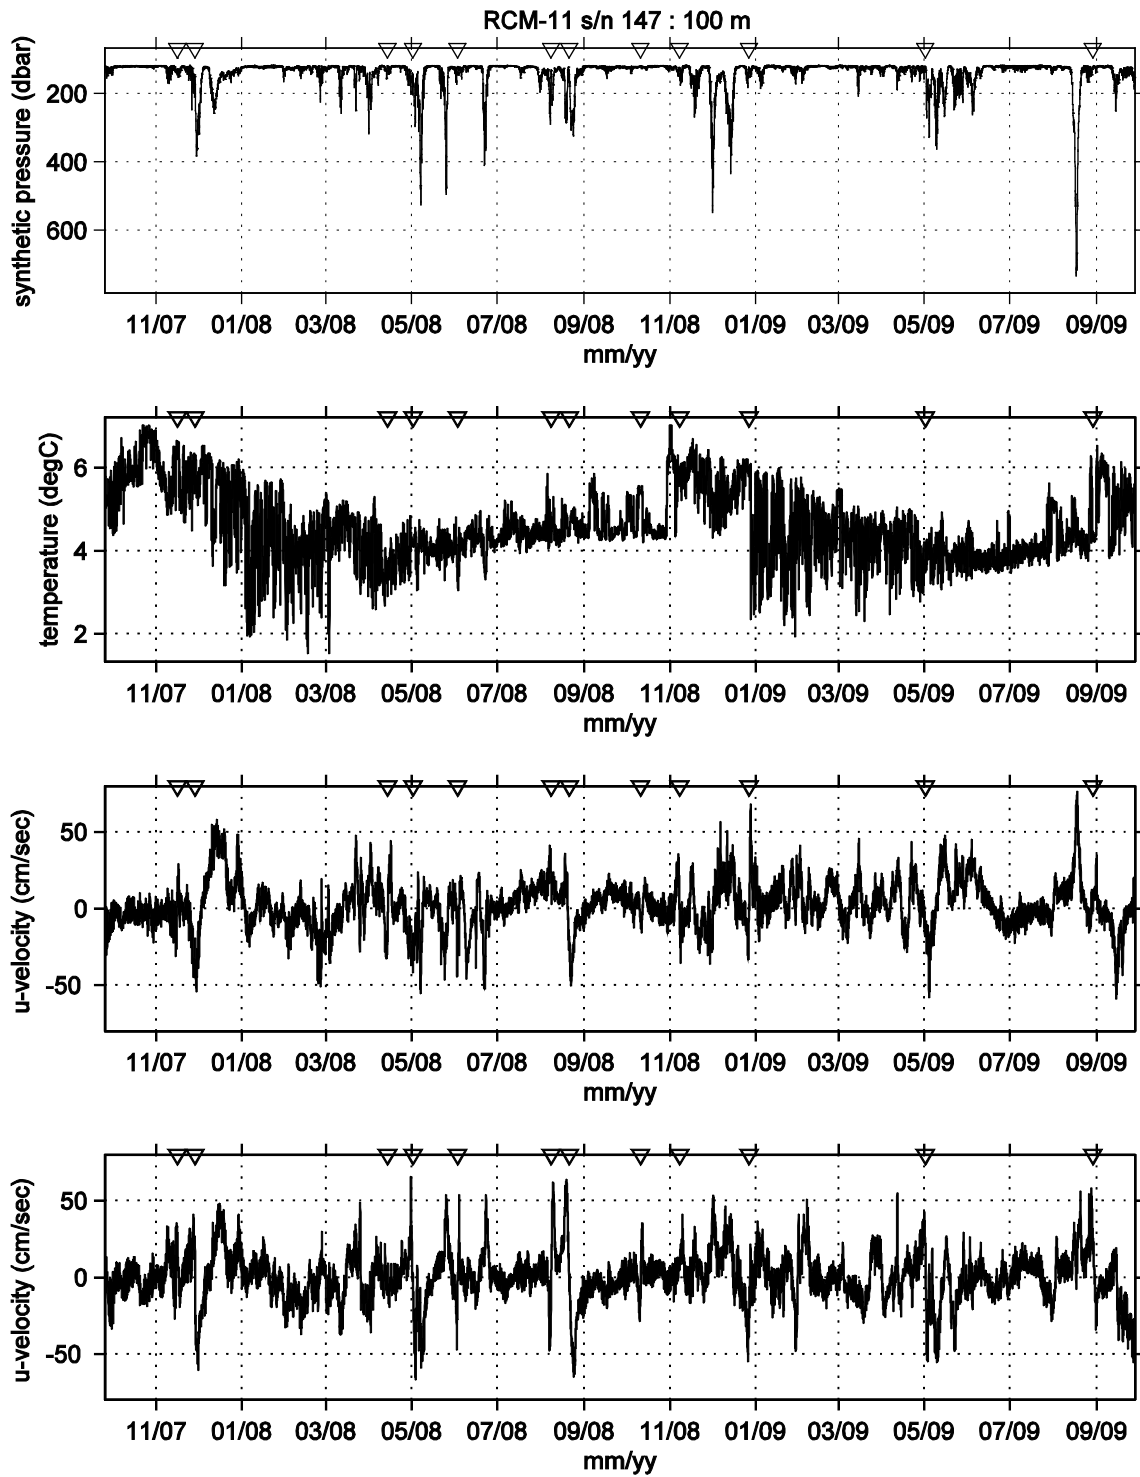 RCM-11 s/n 147 : 100 m
synthetic pressure (dbar)
200
400
600
11/07 01/08 03/08 05/08 07/08 09/08 11/08 01/09 03/09 05/09 07/09 09/09
mm/yy
temperature (degC)
6
4
2
11/07 01/08 03/08 05/08 07/08 09/08 11/08 01/09 03/09 05/09 07/09 09/09
mm/yy
u-velocity (cm/sec)
50
0
-50
11/07 01/08 03/08 05/08 07/08 09/08 11/08 01/09 03/09 05/09 07/09 09/09
mm/yy
u-velocity (cm/sec)
50
0
-50
11/07 01/08 03/08 05/08 07/08 09/08 11/08 01/09 03/09 05/09 07/09 09/09
mm/yy